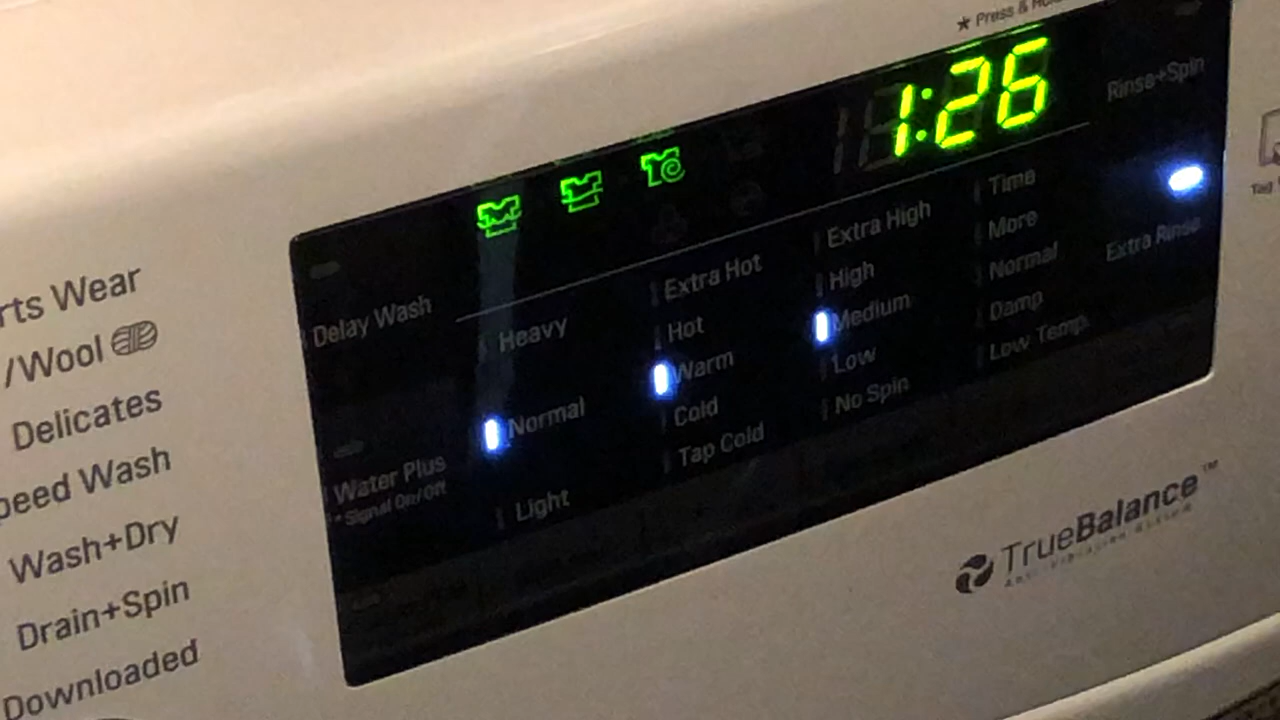 * Press & Ho
1:26
Rinse+Spin
Tag
Extra Rinse
Delay Wash
Water Plus
*Signal On/Off
Heavy
Normal
Light
Extra Hot
Hot
Warm
Cold
Tap Cold
Extra High
High
Medium
Low
No Spin
Time
More
Normal
Damp
Low Temp.
rts Wear
/Wool
Delicates
peed Wash
Wash+Dry
Drain+Spin
Downloaded
TrueBalance™